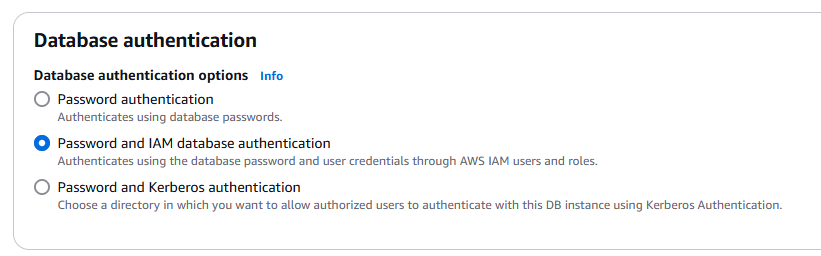 Database authentication
Database authentication options Info
Password authentication
Authenticates using database passwords.
Password and IAM database authentication
Authenticates using the database password and user credentials through AWS IAM users and roles.
Password and Kerberos authentication
Choose a directory in which you want to allow authorized users to authenticate with this DB instance using Kerberos Authentication.